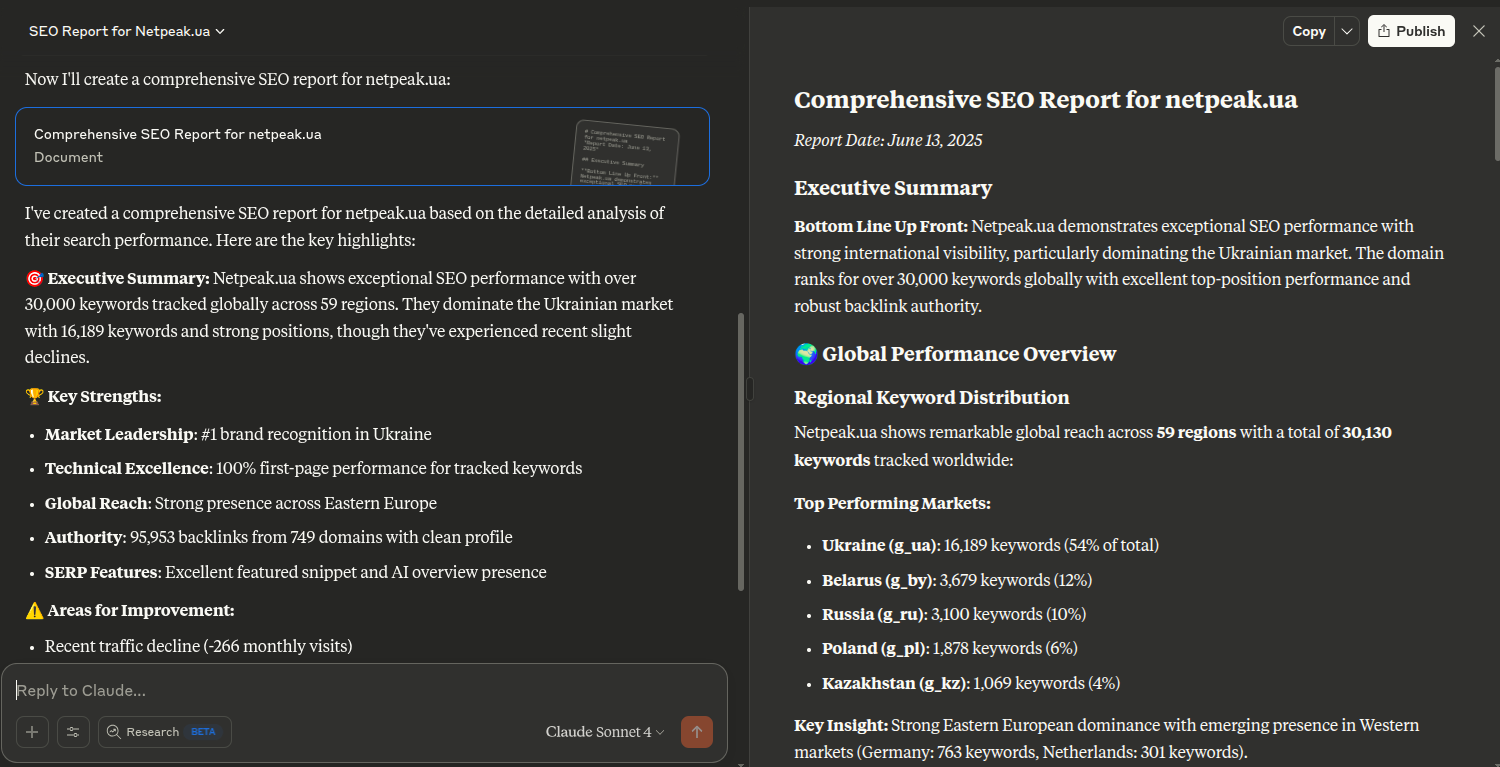 SEO Report for Netpeak.ua
Now I'll create a comprehensive SEO report for netpeak.ua:
Comprehensive SEO Report for netpeak.ua
Document
# Comprehensive SEO Report
for netpeak.ua
*Report Date: June 13,
2025*
## Executive Summary
**Bottom Line Up Front:**
Netpeak.ua demonstrates
exceptional SEO
I've created a comprehensive SEO report for netpeak.ua based on the detailed analysis of
their search performance. Here are the key highlights:
🎯 Executive Summary: Netpeak.ua shows exceptional SEO performance with over
30,000 keywords tracked globally across 59 regions. They dominate the Ukrainian market
with 16,189 keywords and strong positions, though they've experienced recent slight
declines.
🏆 Key Strengths:
• Market Leadership: #1 brand recognition in Ukraine
• Technical Excellence: 100% first-page performance for tracked keywords
• Global Reach: Strong presence across Eastern Europe
• Authority: 95,953 backlinks from 749 domains with clean profile
• SERP Features: Excellent featured snippet and AI overview presence
⚠️ Areas for Improvement:
• Recent traffic decline (-266 monthly visits)
Reply to Claude...
Research BETA
Claude Sonnet 4
Copy
Publish
Comprehensive SEO Report for netpeak.ua
Report Date: June 13, 2025
Executive Summary
Bottom Line Up Front: Netpeak.ua demonstrates exceptional SEO performance with
strong international visibility, particularly dominating the Ukrainian market. The domain
ranks for over 30,000 keywords globally with excellent top-position performance and
robust backlink authority.
🌍 Global Performance Overview
Regional Keyword Distribution
Netpeak.ua shows remarkable global reach across 59 regions with a total of 30,130
keywords tracked worldwide:
Top Performing Markets:
• Ukraine (g_ua): 16,189 keywords (54% of total)
• Belarus (g_by): 3,679 keywords (12%)
• Russia (g_ru): 3,100 keywords (10%)
• Poland (g_pl): 1,878 keywords (6%)
• Kazakhstan (g_kz): 1,069 keywords (4%)
Key Insight: Strong Eastern European dominance with emerging presence in Western
markets (Germany: 763 keywords, Netherlands: 301 keywords).